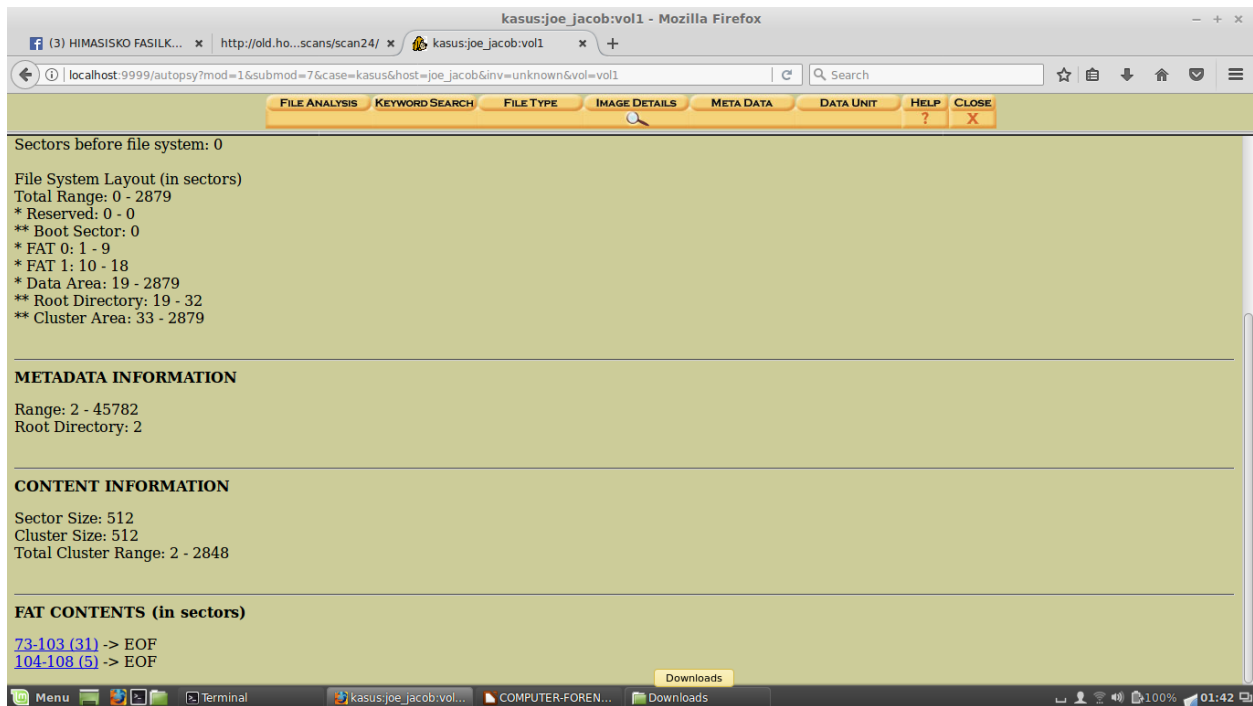 kasus:joe_jacob:vol1 - Mozilla Firefox
(3) HIMASISKO FASILK... × http://old.ho...scans/scan24/ × kasus:joe_jacob:vol1 × +
localhost:9999/autopsy?mod=1&submod=7&case=kasus&host=joe_jacob&inv=unknown&vol=vol1 Search
FILE ANALYSIS KEYWORD SEARCH FILE TYPE IMAGE DETAILS META DATA DATA UNIT HELP CLOSE
? X
Sectors before file system: 0
File System Layout (in sectors)
Total Range: 0 - 2879
* Reserved: 0 - 0
** Boot Sector: 0
* FAT 0: 1 - 9
* FAT 1: 10 - 18
* Data Area: 19 - 2879
** Root Directory: 19 - 32
** Cluster Area: 33 - 2879
METADATA INFORMATION
Range: 2 - 45782
Root Directory: 2
CONTENT INFORMATION
Sector Size: 512
Cluster Size: 512
Total Cluster Range: 2 - 2848
FAT CONTENTS (in sectors)
73-103 (31) -> EOF
104-108 (5) -> EOF
Downloads
Menu Terminal kasus:joe_jacob:vol... COMPUTER-FOREN... Downloads 100% 01:42